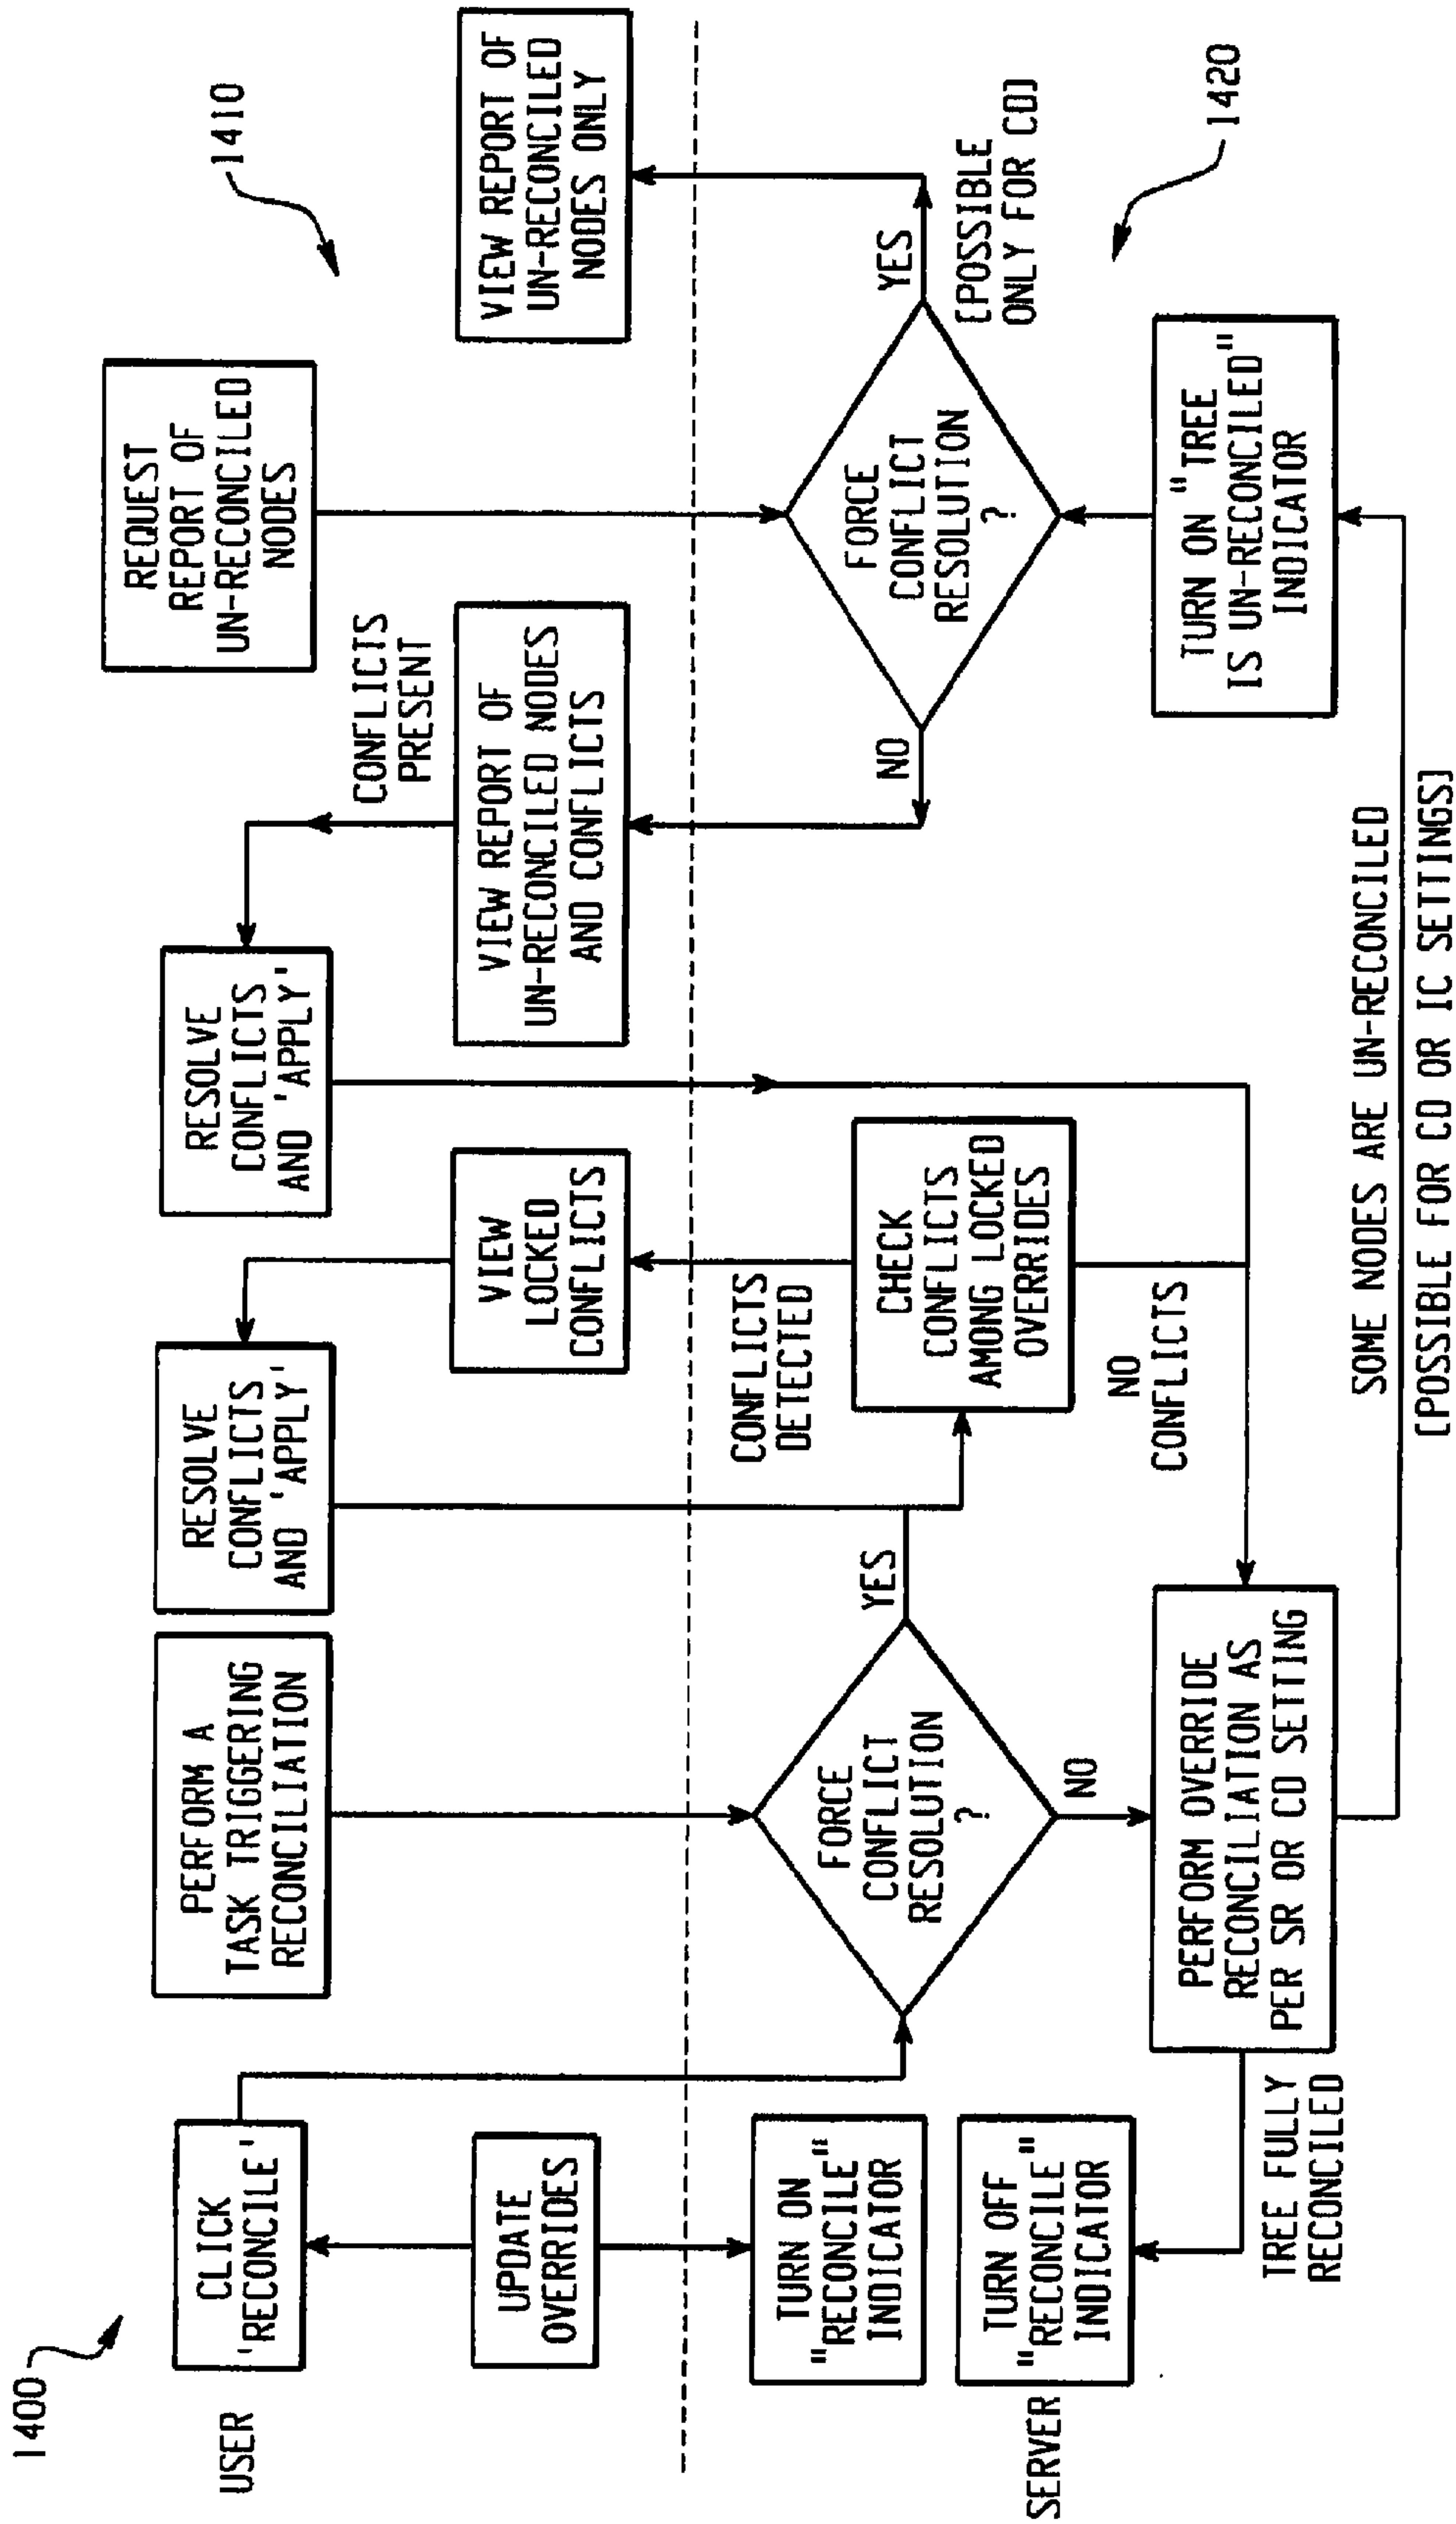 1400
1410
USER
CLICK
'RECONCILE'
PERFORM A
TASK TRIGGERING
RECONCILIATION
RESOLVE
CONFLICTS
AND 'APPLY'
RESOLVE
CONFLICTS
AND 'APPLY'
CONFLICTS
PRESENT
REQUEST
REPORT OF
UN-RECONCILED
NODES
UPDATE
OVERRIDES
VIEW
LOCKED
CONFLICTS
VIEW REPORT OF
UN-RECONCILED NODES
AND CONFLICTS
VIEW REPORT OF
UN-RECONCILED
NODES ONLY
TURN ON
"RECONCILE"
INDICATOR
FORCE
CONFLICT
RESOLUTION
?
YES
NO
CONFLICTS
DETECTED
CHECK
CONFLICTS
AMONG LOCKED
OVERRIDES
NO
CONFLICTS
NO
FORCE
CONFLICT
RESOLUTION
?
YES
[POSSIBLE
ONLY FOR CD]
SERVER
TURN OFF
"RECONCILE"
INDICATOR
TREE FULLY
RECONCILED
PERFORM OVERRIDE
RECONCILIATION AS
PER SR OR CD SETTING
TURN ON "TREE
IS UN-RECONCILED"
INDICATOR
1420
SOME NODES ARE UN-RECONCILED
[POSSIBLE FOR CD OR IC SETTINGS]